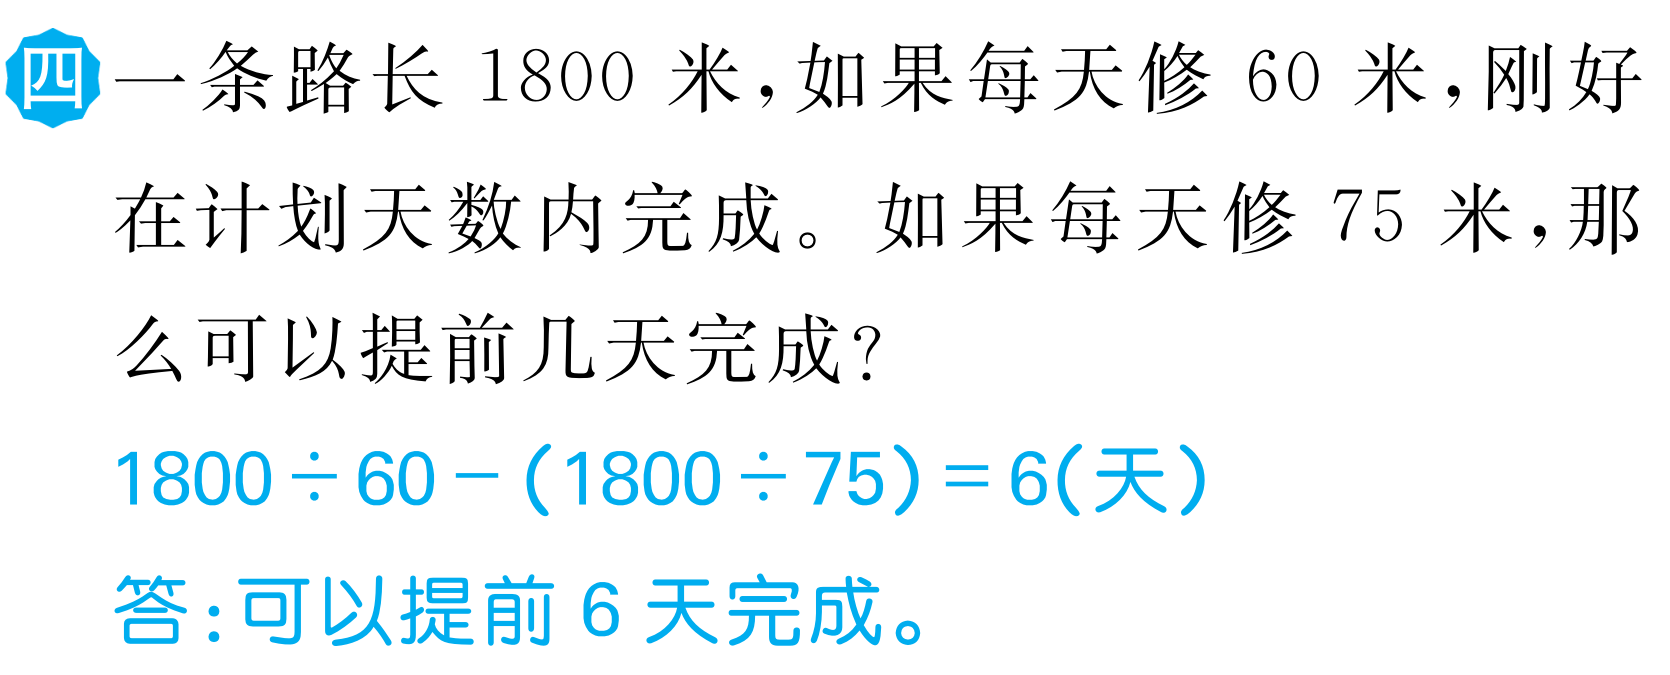 四 一条路长 1800 米,如果每天修 60 米,刚好
在计划天数内完成。如果每天修 75 米,那
么可以提前几天完成?
1800÷60-(1800÷75)=6(天)
答:可以提前 6 天完成。